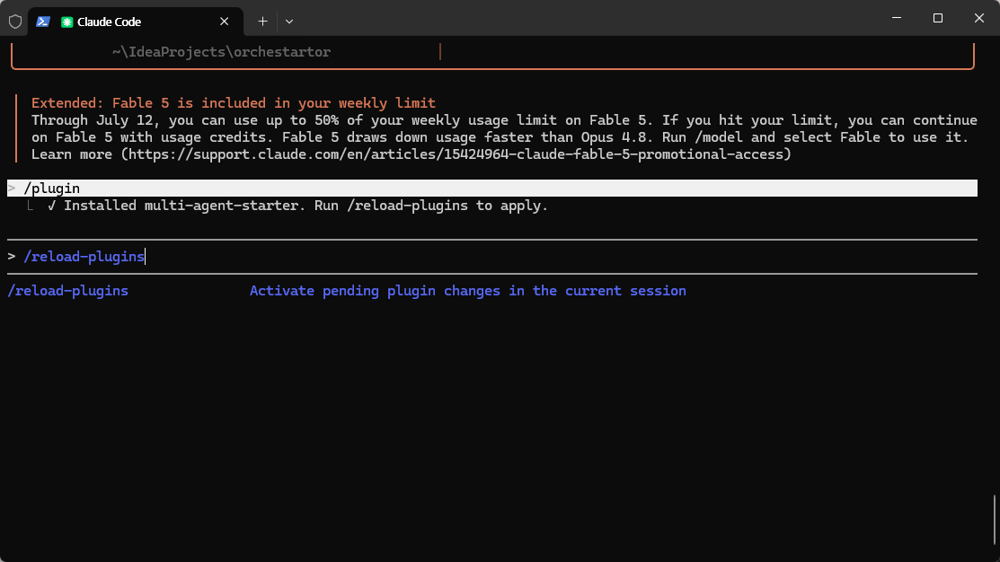 Claude Code
~\IdeaProjects\orchestartor
Extended: Fable 5 is included in your weekly limit
Through July 12, you can use up to 50% of your weekly usage limit on Fable 5. If you hit your limit, you can continue
on Fable 5 with usage credits. Fable 5 draws down usage faster than Opus 4.8. Run /model and select Fable to use it.
Learn more (https://support.claude.com/en/articles/15424964-claude-fable-5-promotional-access)
> /plugin
└ ✓ Installed multi-agent-starter. Run /reload-plugins to apply.
> /reload-plugins
/reload-plugins Activate pending plugin changes in the current session